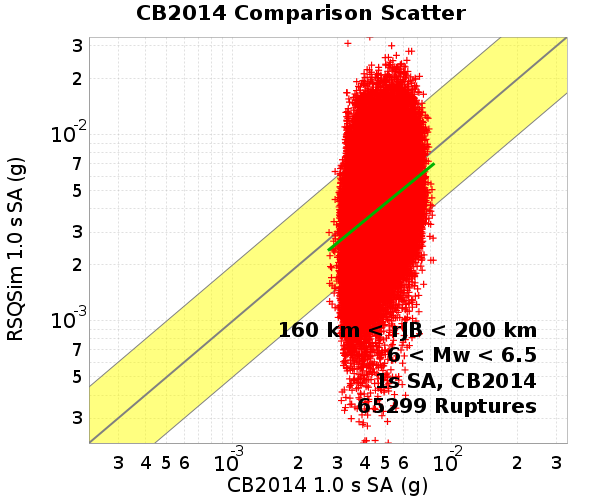 CB2014 Comparison Scatter
RSQSim 1.0 s SA (g)
3
2
10-2
7
5
3
2
10-3
7
5
3
160 km < rJB < 200 km
6 < Mw < 6.5
1s SA, CB2014
65299 Ruptures
3 4 5 6 10-3 2 3 4 5 6 10-2 2 3
CB2014 1.0 s SA (g)